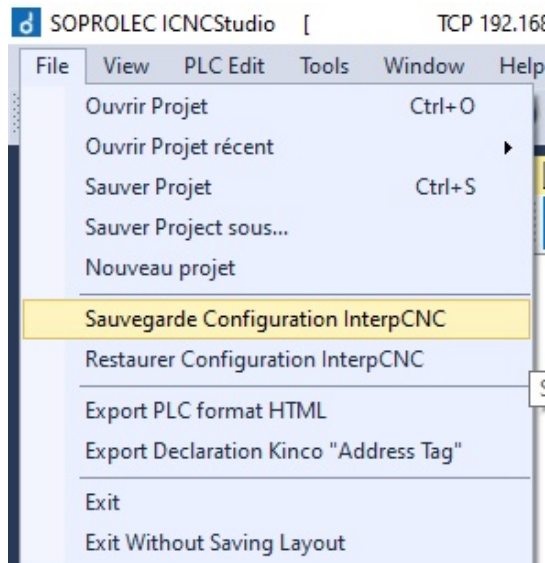 SOPROLEC ICNCStudio [ TCP 192.168
File View PLC Edit Tools Window Help
Ouvrir Projet Ctrl+O
Ouvrir Projet récent
Sauver Projet Ctrl+S
Sauver Project sous...
Nouveau projet
Sauvegarde Configuration InterpCNC
Restaurer Configuration InterpCNC
Export PLC format HTML
Export Declaration Kinco "Address Tag"
Exit
Exit Without Saving Layout